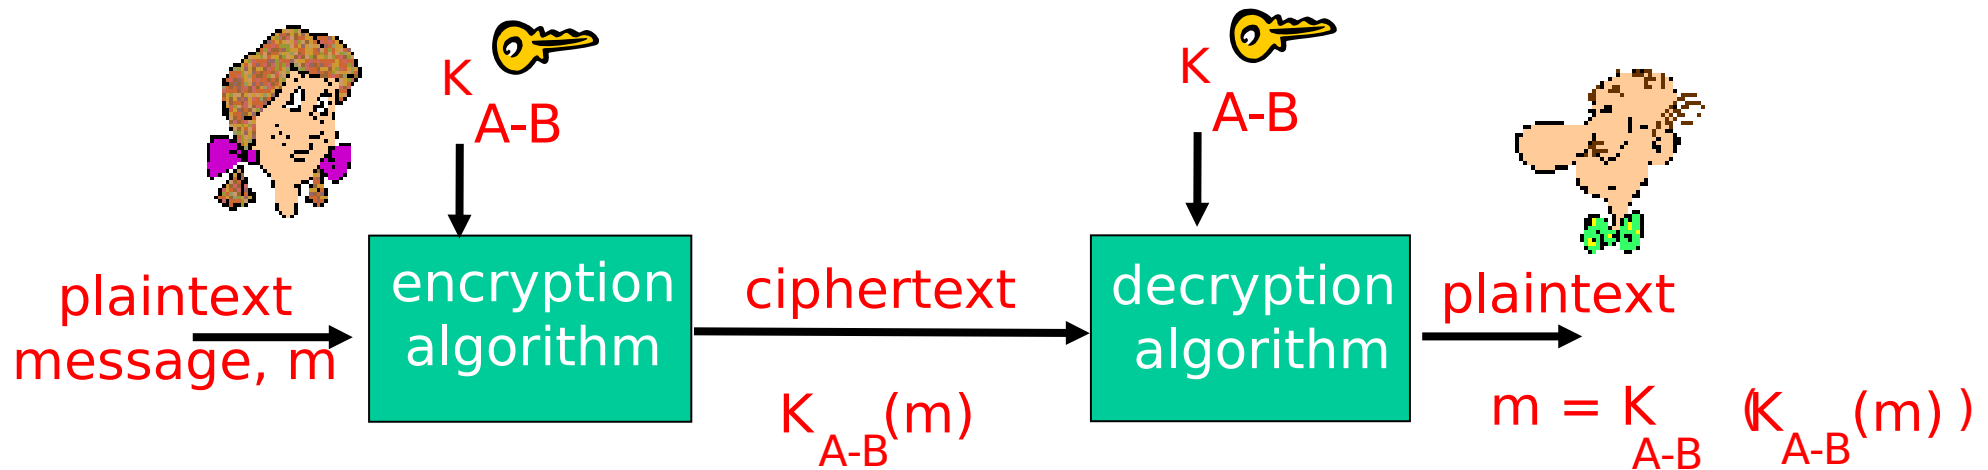 K A-B
K A-B
plaintext
message, m
encryption
algorithm
ciphertext
K A-B (m)
decryption
algorithm
plaintext
m = K A-B (K A-B (m) )